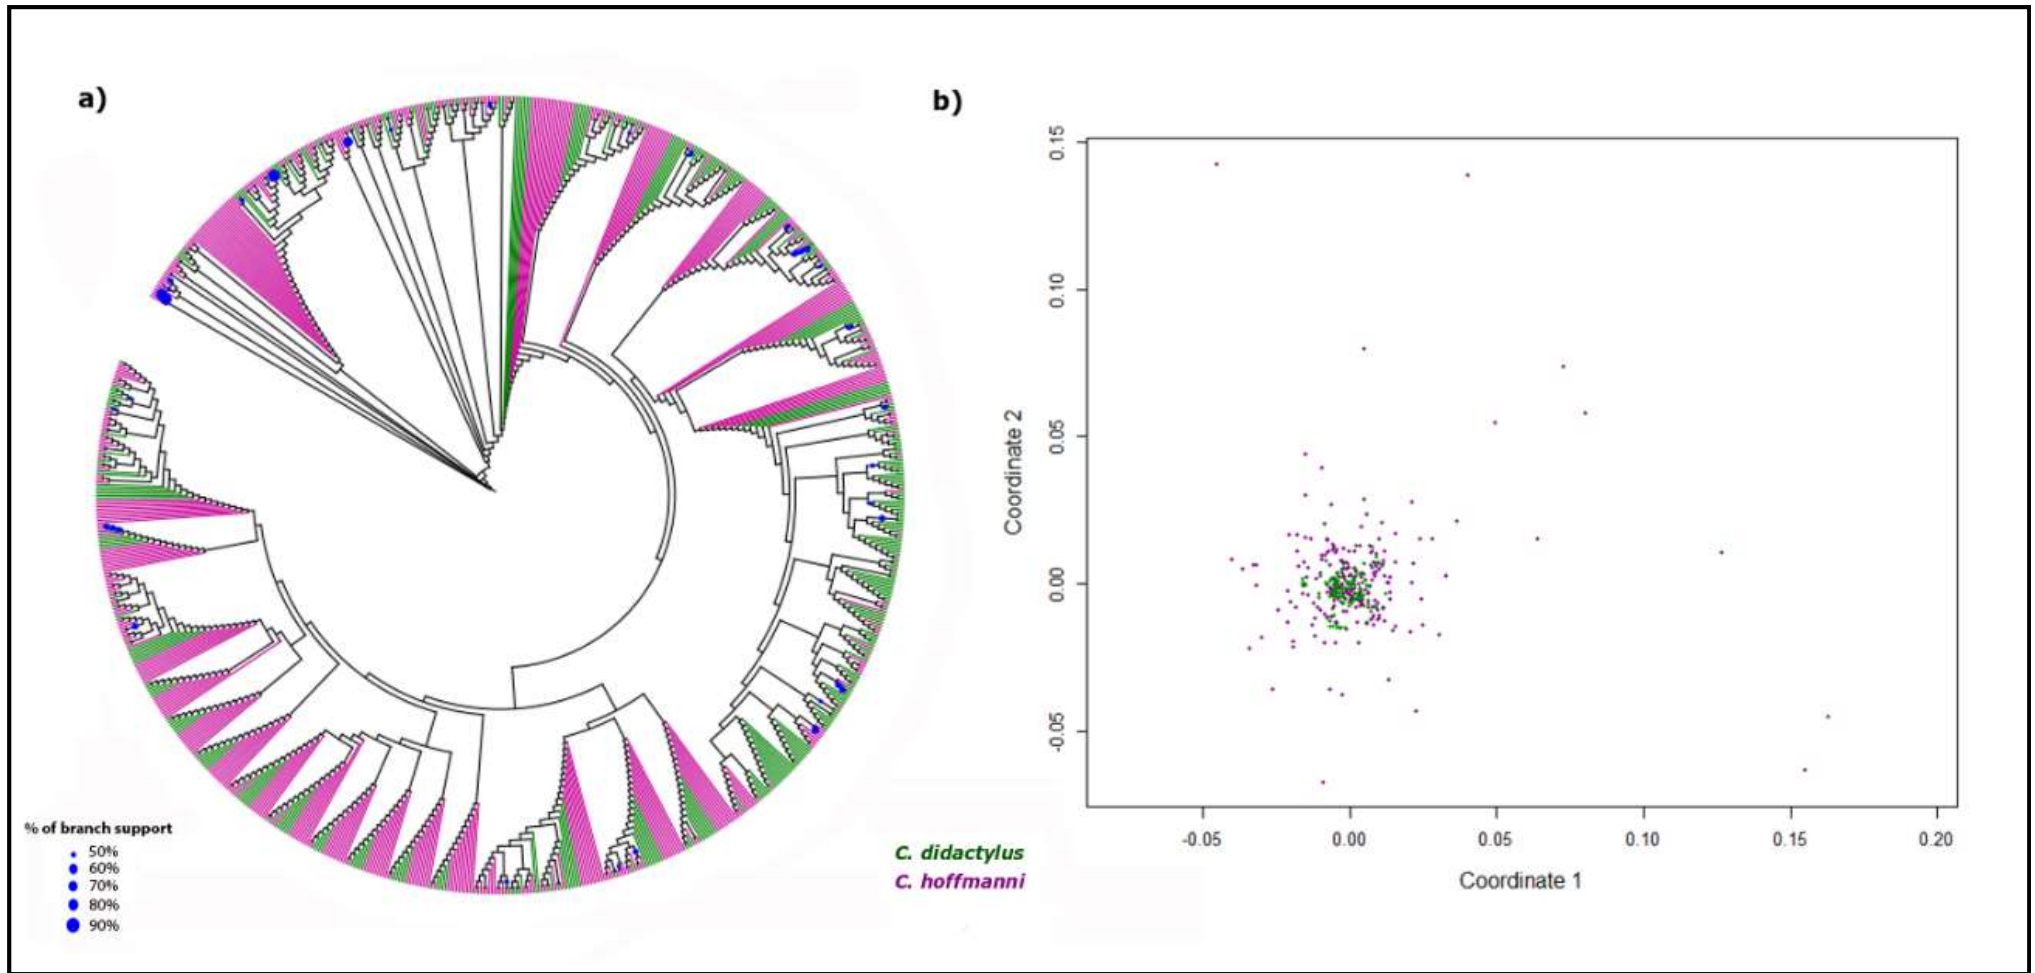 a)
% of branch support
50%
60%
70%
80%
90%
C. didactylus
C. hoffmanni
b)
Coordinate 2
0.15
0.10
0.05
0.00
-0.05
-0.05
0.00
0.05
0.10
0.15
0.20
Coordinate 1